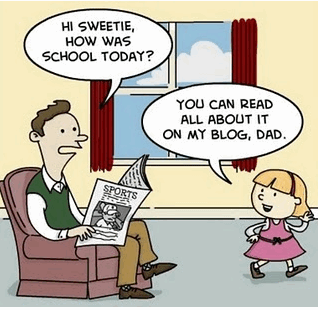 HI SWEETIE,
HOW WAS
SCHOOL TODAY?
YOU CAN READ
ALL ABOUT IT
ON MY BLOG, DAD.
SPORTS